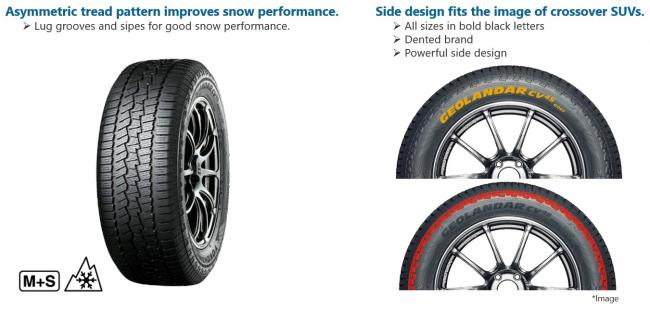 Asymmetric tread pattern improves snow performance.
➢ Lug grooves and sipes for good snow performance.
Side design fits the image of crossover SUVs.
➢ All sizes in bold black letters
➢ Dented brand
➢ Powerful side design
GEOLANDAR CV 4S
GEOLANDAR CV 4S
M+S
*Image